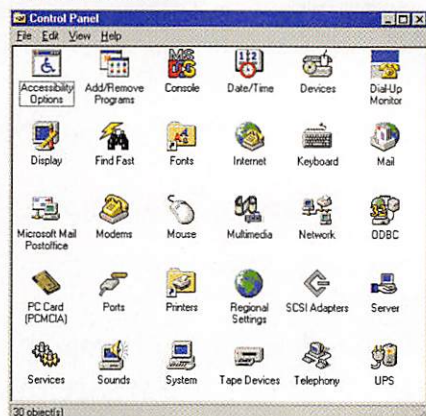 Control Panel
File Edit View Help
Accessibility Options
Add/Remove Programs
Console
Date/Time
Devices
Dial-Up Monitor
Display
Find Fast
Fonts
Internet
Keyboard
Mail
Microsoft Mail Postoffice
Modems
Mouse
Multimedia
Network
ODBC
PC Card (PCMCIA)
Ports
Printers
Regional Settings
SCSI Adapters
Server
Services
Sounds
System
Tape Devices
Telephony
UPS
30 object(s)